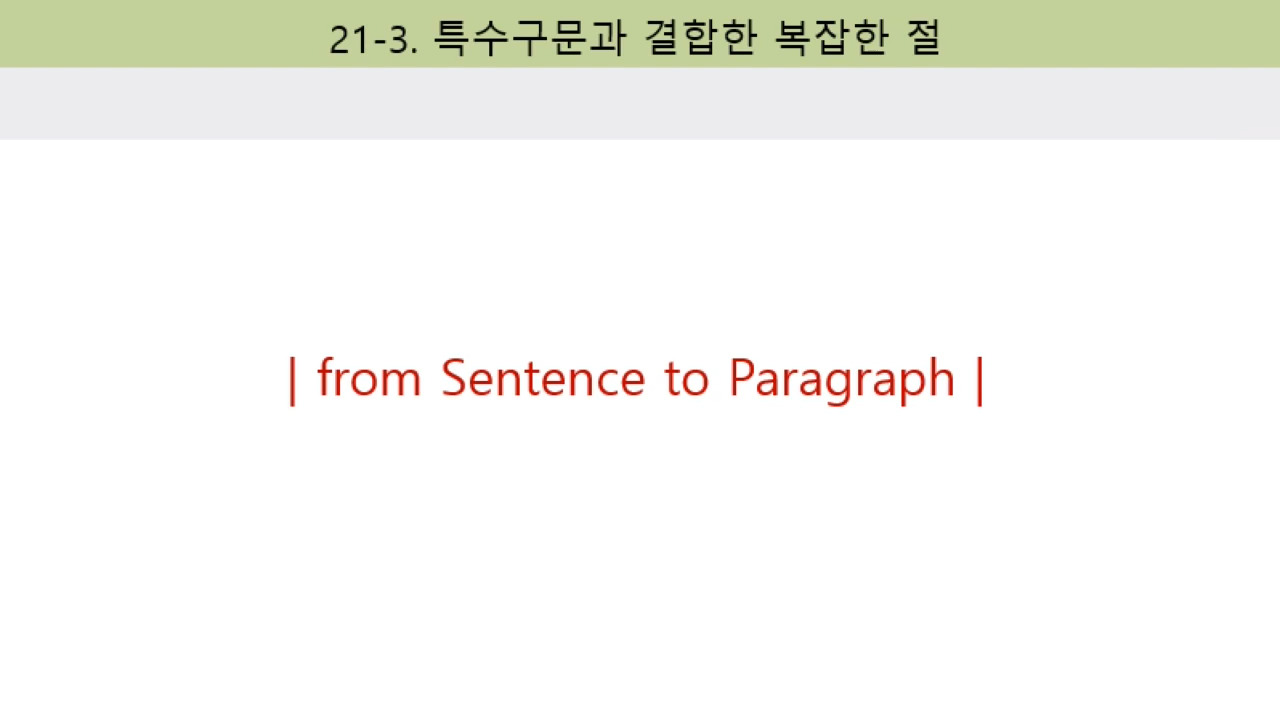 21-3. 특수구문과 결합한 복잡한 절
| from Sentence to Paragraph |